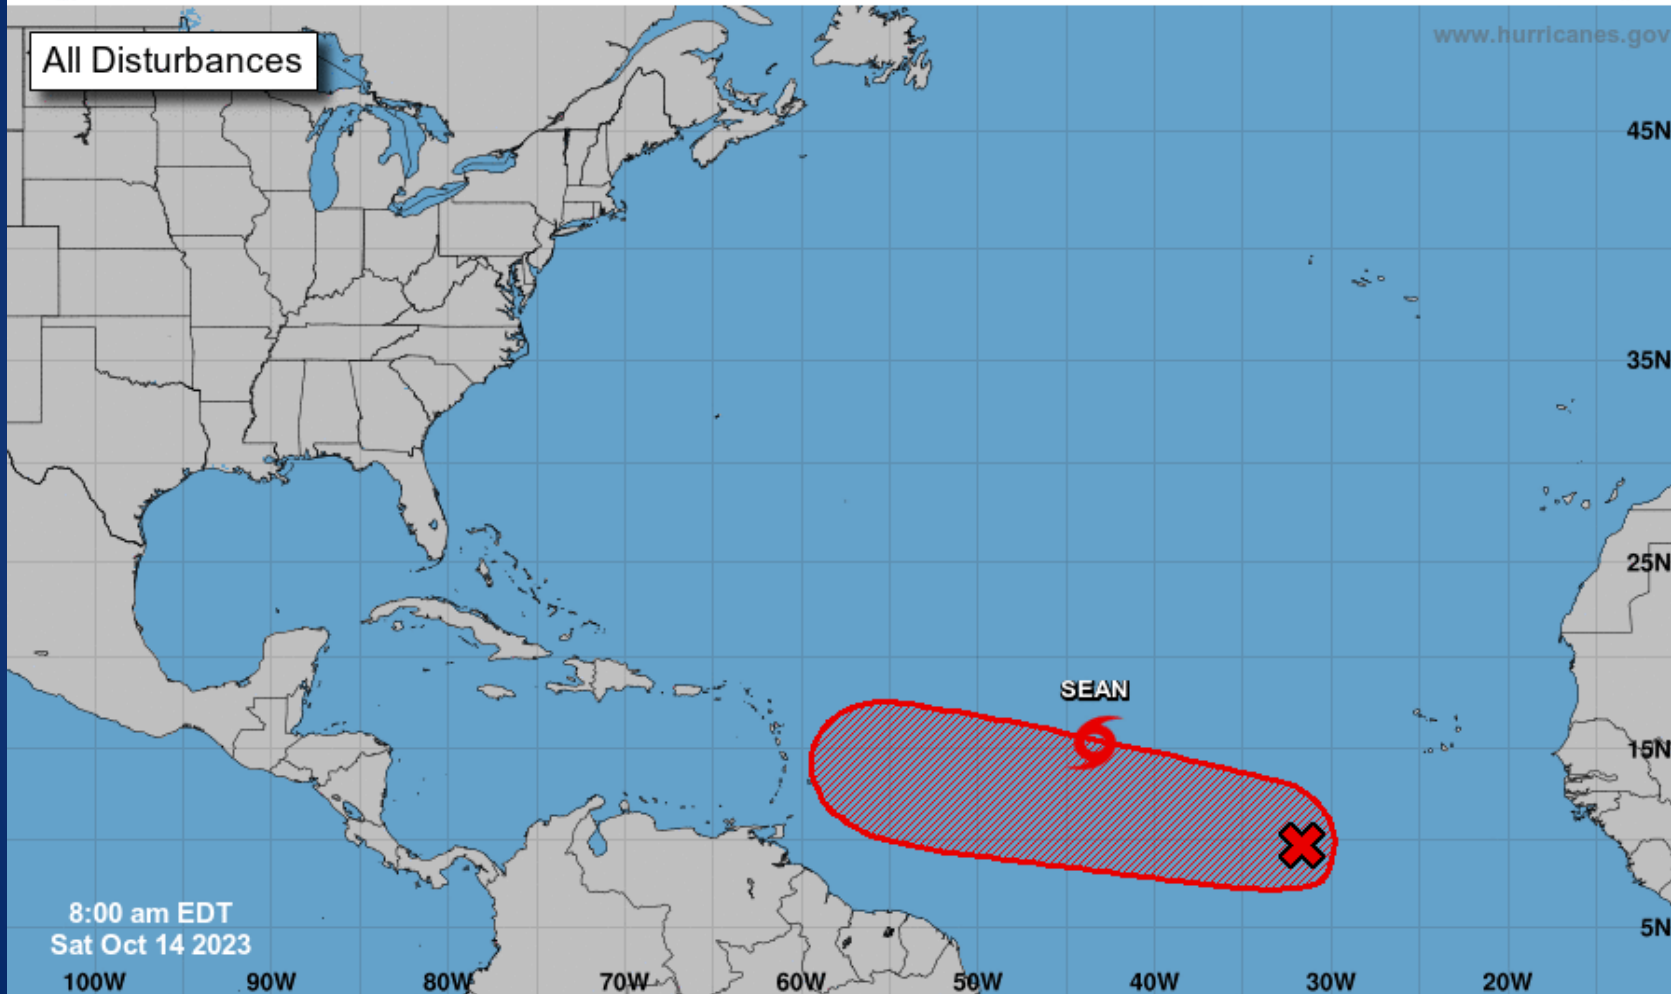 www.hurricanes.gov
All Disturbances
45N
35N
25N
SEAN
15N
8:00 am EDT
5N
Sat Oct 14 2023
100W 90W 80W 70W 60W 50W 40W 30W 20W